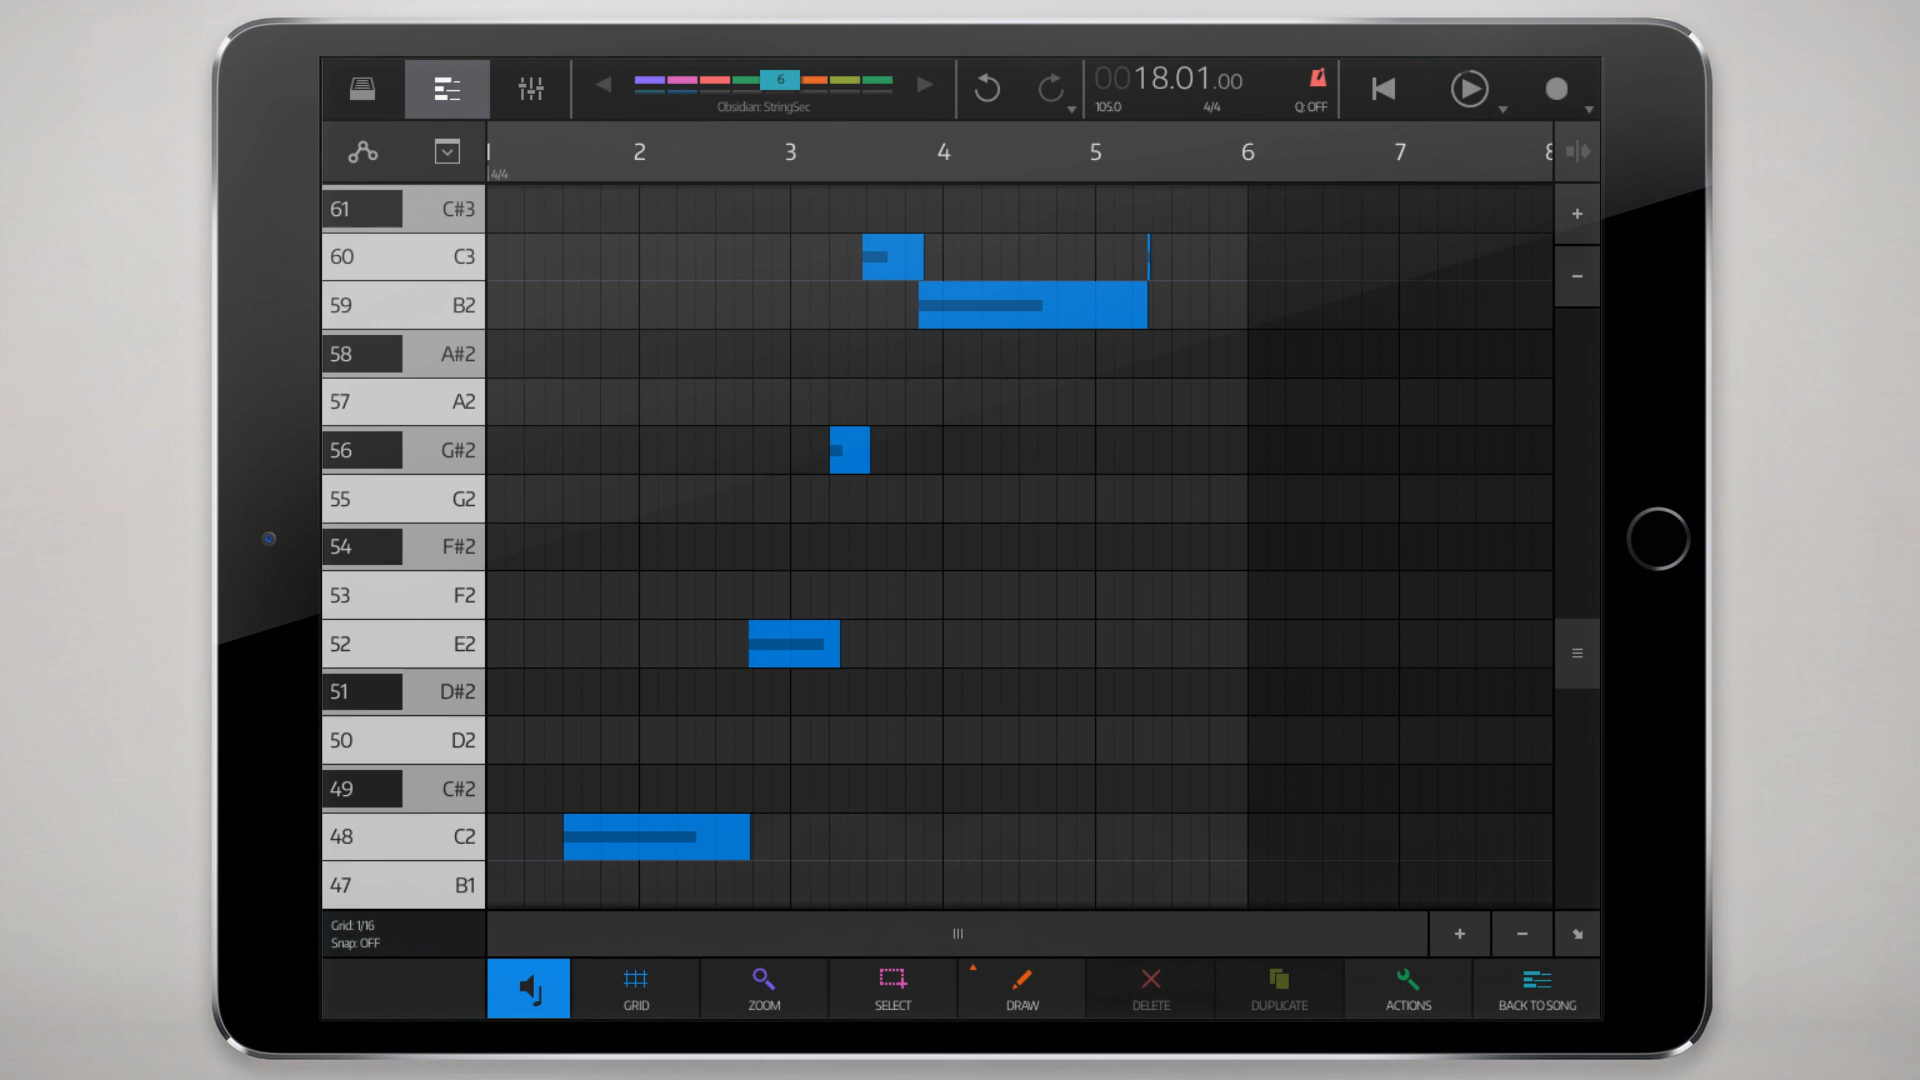 6
Obsidian: StringSec
0018.01.00
105.0
4/4
Q: OFF
1 2 3 4 5 6 7 8
4/4
61 C#3
60 C3
59 B2
58 A#2
57 A2
56 G#2
55 G2
54 F#2
53 F2
52 E2
51 D#2
50 D2
49 C#2
48 C2
47 B1
Grid: 1/16
Snap: OFF
GRID
ZOOM
SELECT
DRAW
DELETE
DUPLICATE
ACTIONS
BACK TO SONG